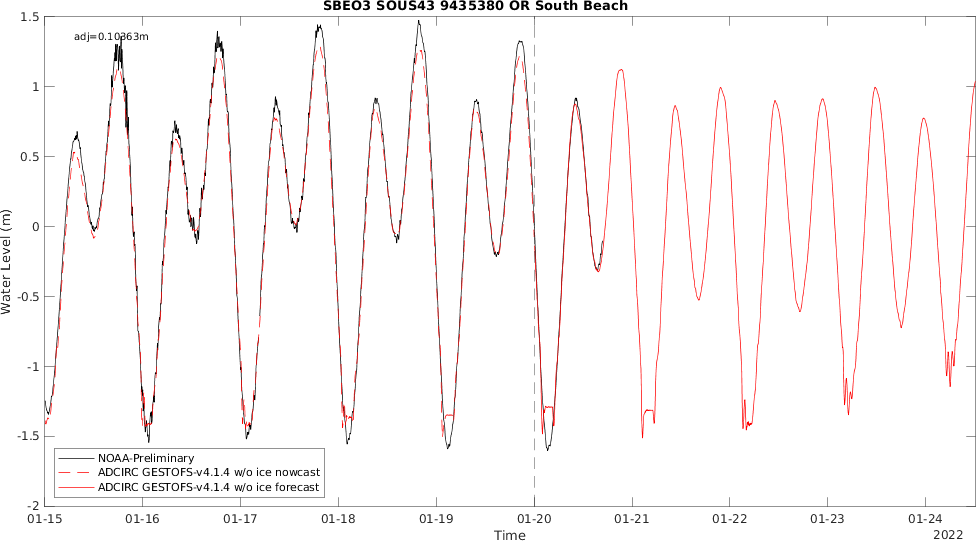 SBEO3 SOUS43 9435380 OR South Beach
adj=0.10363m
Water Level (m)
1.5
1
0.5
0
-0.5
-1
-1.5
-2
NOAA-Preliminary
ADCIRC GESTOFS-v4.1.4 w/o ice nowcast
ADCIRC GESTOFS-v4.1.4 w/o ice forecast
01-15 01-16 01-17 01-18 01-19 01-20 01-21 01-22 01-23 01-24
Time
2022